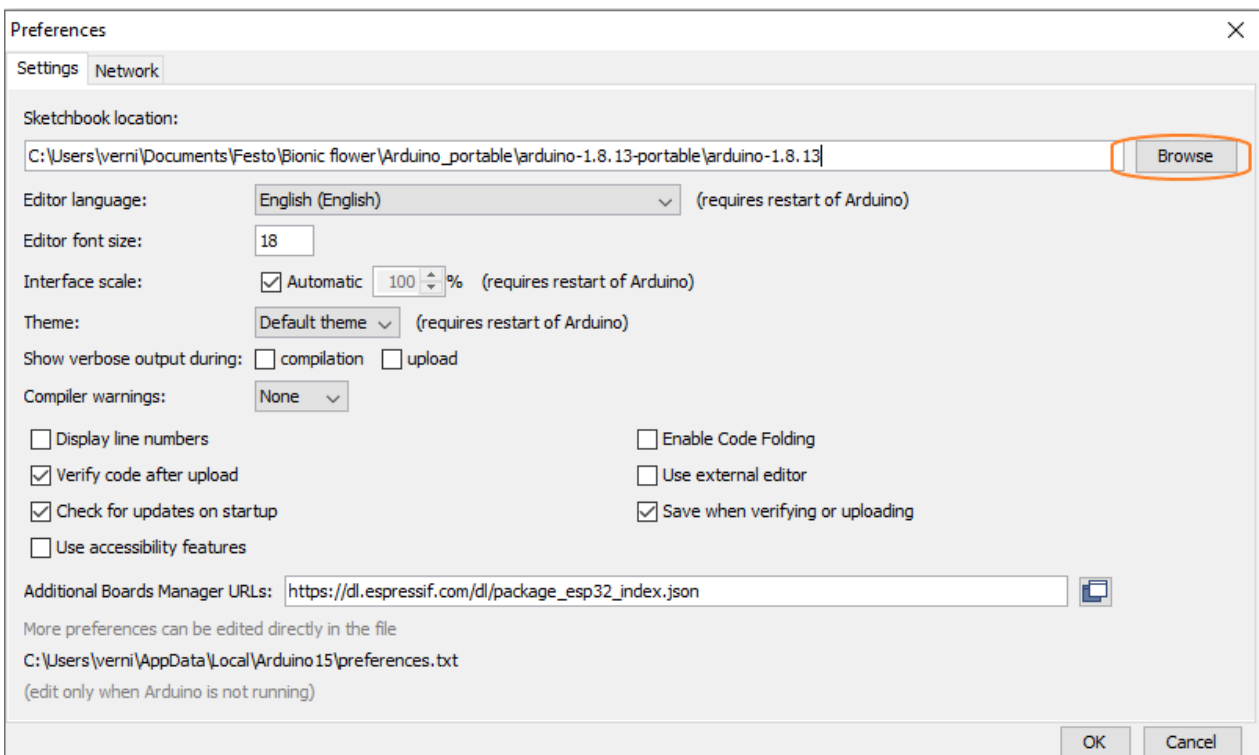 Preferences
Settings Network
Sketchbook location:
C:\Users\verni\Documents\Festo\Bionic flower\Arduino_portable\arduino-1.8.13-portable\arduino-1.8.13 Browse
Editor language: English (English) (requires restart of Arduino)
Editor font size: 18
Interface scale: Automatic 100 % (requires restart of Arduino)
Theme: Default theme (requires restart of Arduino)
Show verbose output during: compilation upload
Compiler warnings: None
Display line numbers Enable Code Folding
Verify code after upload Use external editor
Check for updates on startup Save when verifying or uploading
Use accessibility features
Additional Boards Manager URLs: https://dl.espressif.com/dl/package_esp32_index.json
More preferences can be edited directly in the file
C:\Users\verni\AppData\Local\Arduino15\preferences.txt
(edit only when Arduino is not running)
OK Cancel